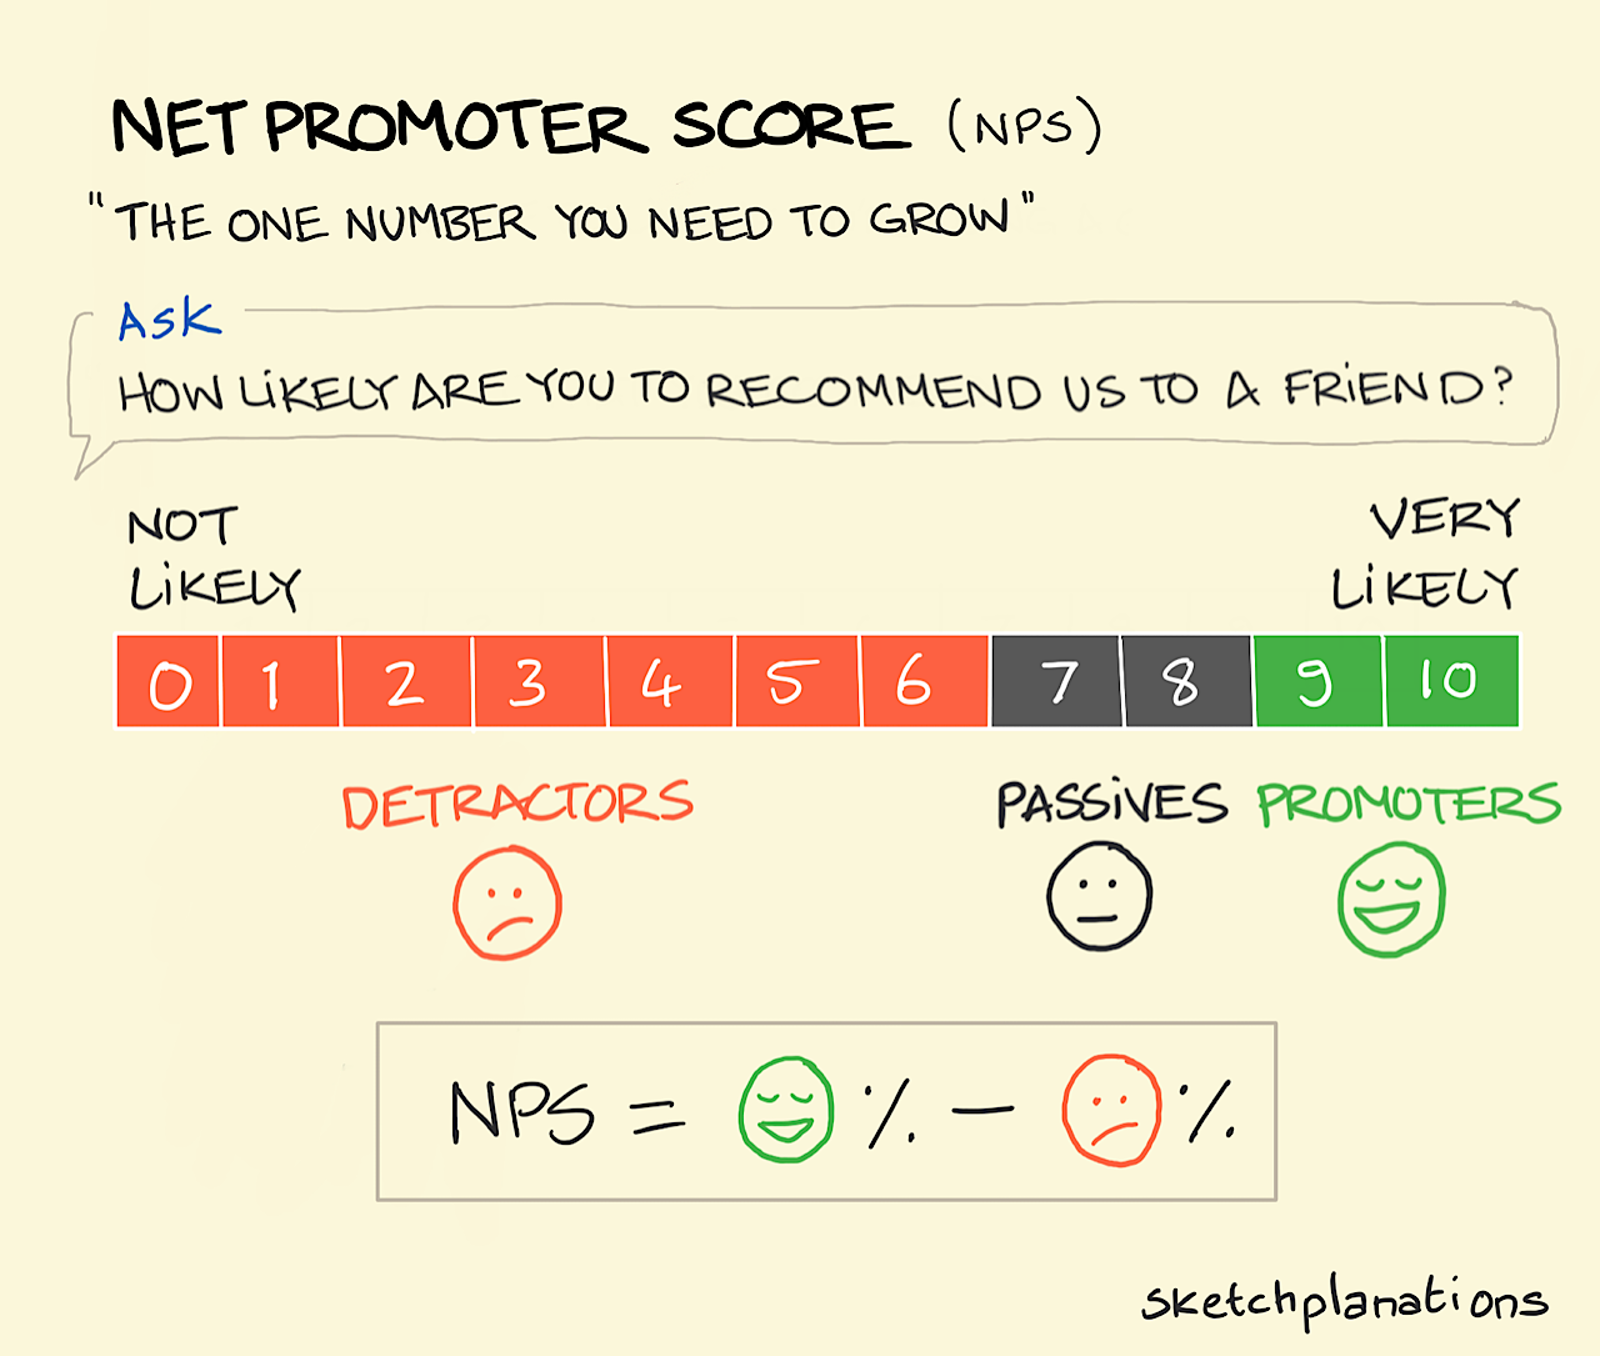 NET PROMOTER SCORE (NPS)
"THE ONE NUMBER YOU NEED TO GROW"
ASK
HOW LIKELY ARE YOU TO RECOMMEND US TO A FRIEND?
NOT
LIKELY
VERY
LIKELY
0 1 2 3 4 5 6 7 8 9 10
DETRACTORS PASSIVES PROMOTERS
NPS = % - %
sketchplanations